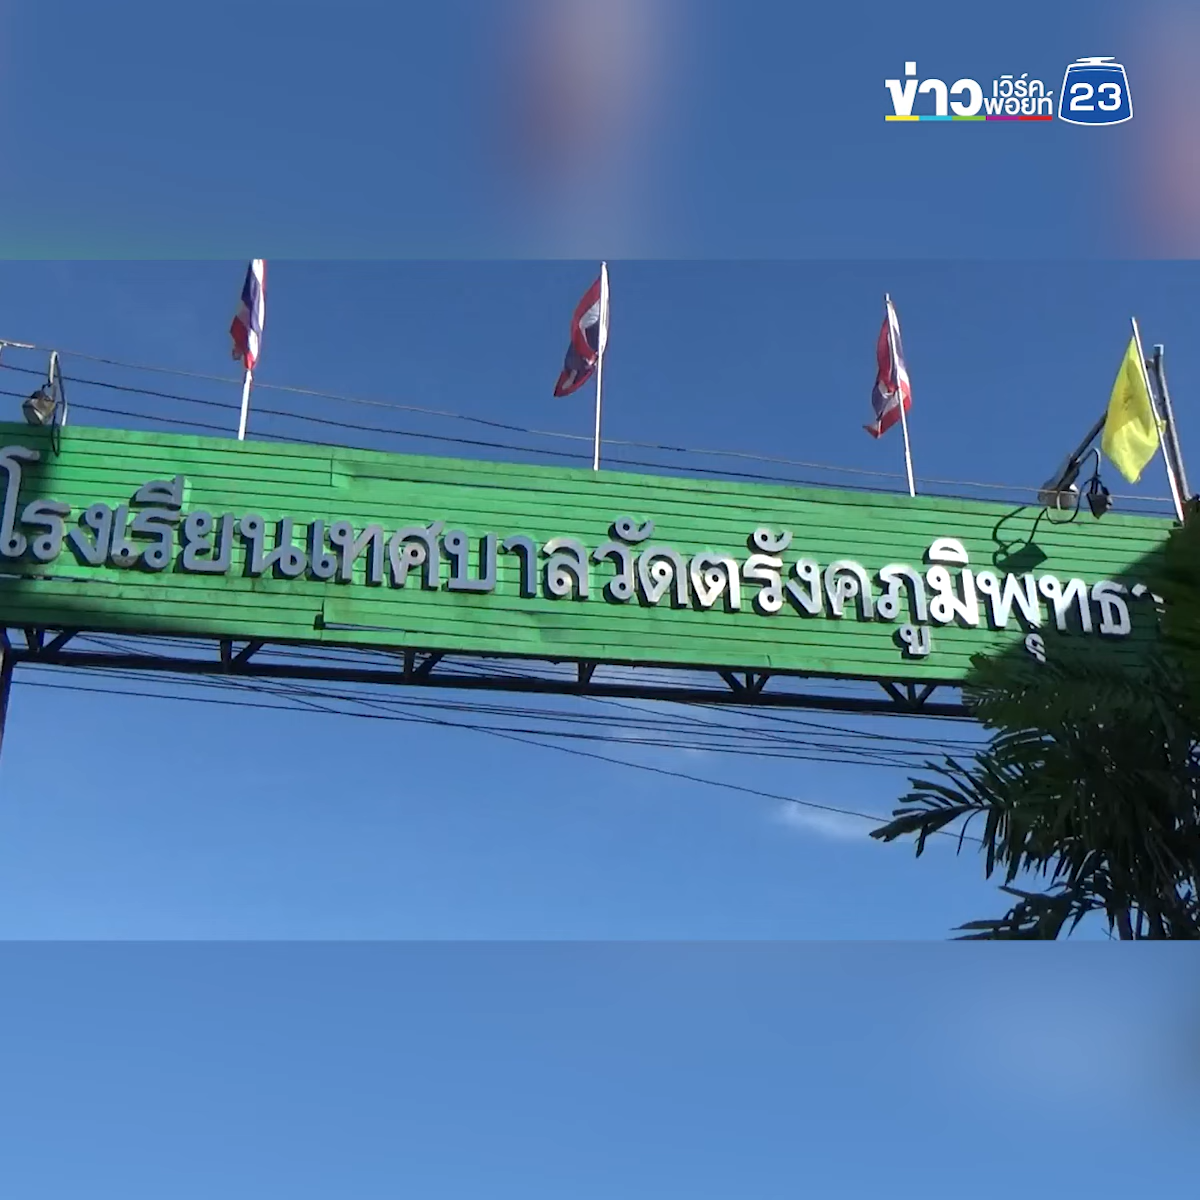 ข่าว เวิร์คพอยท์ 23
โรงเรียนเทศบาลวัดตรังคภูมิพุทธา